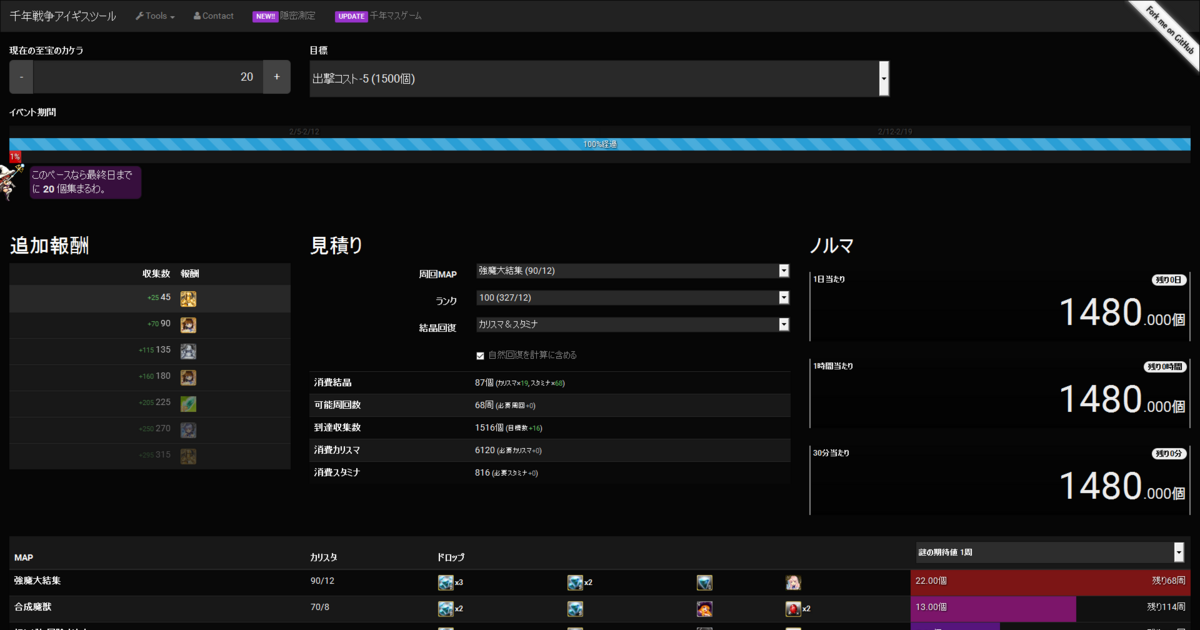 千年戦争アイギスツール Tools Contact NEW!! 隠密測定 UPDATE 千年マスゲーム
Fork me on GitHub
現在の至宝のカケラ 目標
- 20 + 出撃コスト-5 (1500個)
イベント期間
2/5-2/12 2/12-2/19
100%経過
1%
このペースなら最終日まで
に 20 個集まるわ。
追加報酬
収集数 報酬
+25 45
+70 90
+115 135
+160 180
+205 225
+250 270
+295 315
見積り
周回MAP 強魔大結集 (90/12)
ランク 100 (327/12)
結晶回復 カリスマ＆スタミナ
自然回復を計算に含める
消費結晶 87個 (カリスマ×19, スタミナ×68)
可能周回数 68周 (必要周回+0)
到達収集数 1516個 (目標数+16)
消費カリスマ 6120 (必要カリスマ+0)
消費スタミナ 816 (必要スタミナ+0)
ノルマ
1日当たり 残り0日
1480.000個
1時間当たり 残り0時間
1480.000個
30分当たり 残り0分
1480.000個
MAP カリスタ ドロップ 謎の期待値 1周
強魔大結集 90/12 x3 x2 22.00個 残り68周
合成魔獣 70/8 x2 x2 13.00個 残り114周